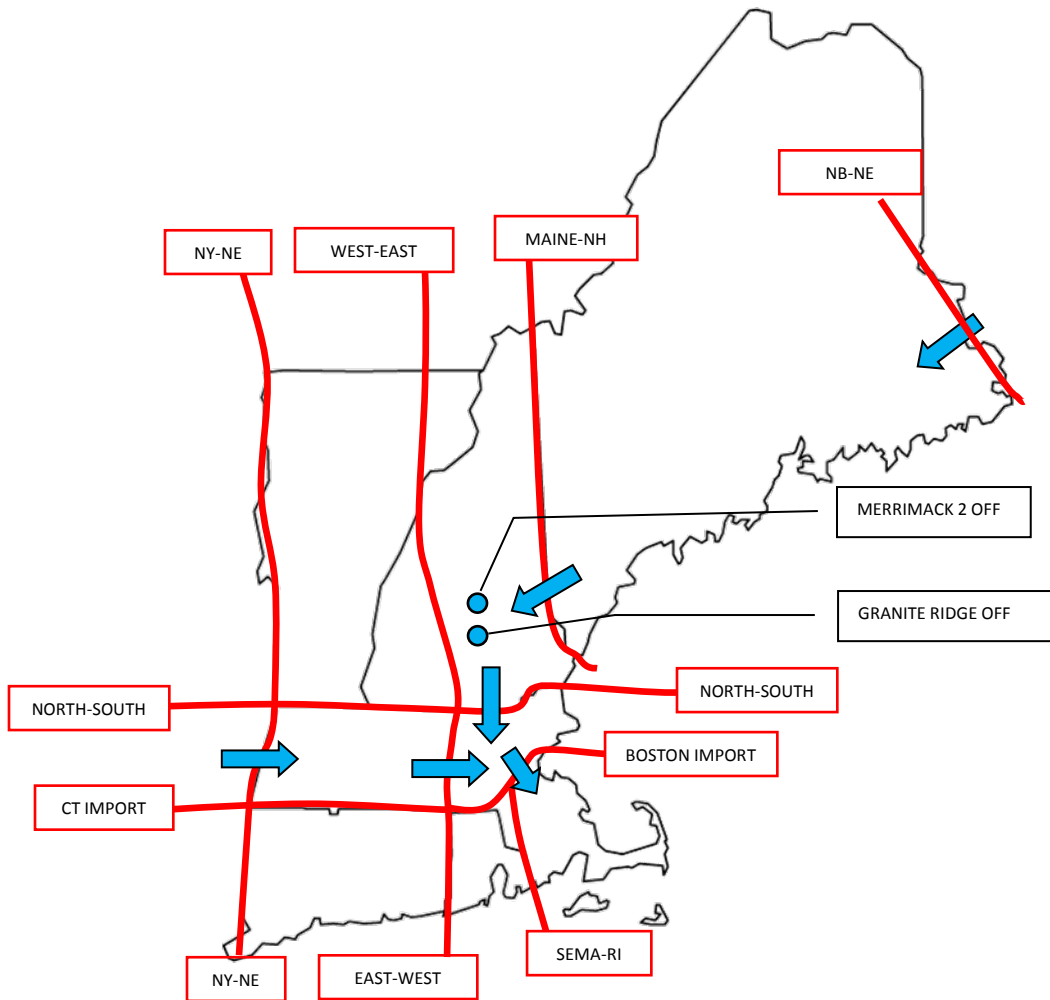 NB-NE
NY-NE
WEST-EAST
MAINE-NH
MERRIMACK 2 OFF
GRANITE RIDGE OFF
NORTH-SOUTH
NORTH-SOUTH
BOSTON IMPORT
CT IMPORT
SEMA-RI
NY-NE
EAST-WEST